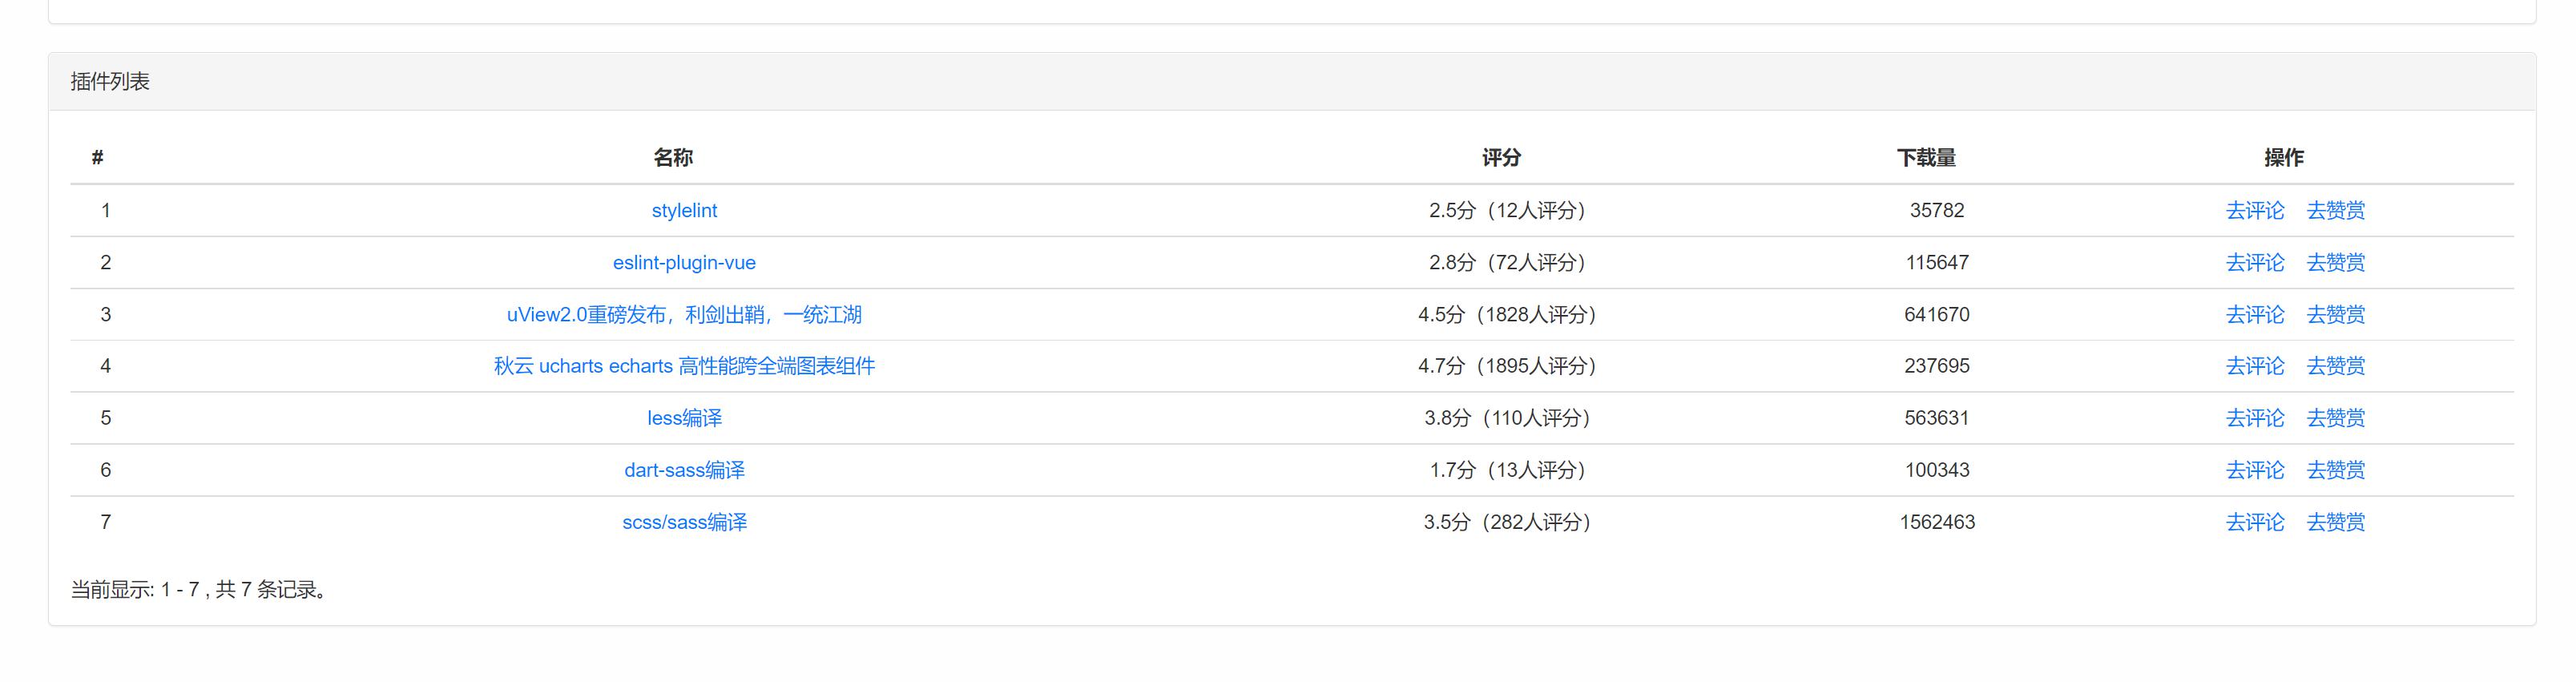 插件列表
# 名称 评分 下载量 操作
1 stylelint 2.5分（12人评分） 35782 去评论 去赞赏
2 eslint-plugin-vue 2.8分（72人评分） 115647 去评论 去赞赏
3 uView2.0重磅发布，利剑出鞘，一统江湖 4.5分（1828人评分） 641670 去评论 去赞赏
4 秋云 ucharts echarts 高性能跨全端图表组件 4.7分（1895人评分） 237695 去评论 去赞赏
5 less编译 3.8分（110人评分） 563631 去评论 去赞赏
6 dart-sass编译 1.7分（13人评分） 100343 去评论 去赞赏
7 scss/sass编译 3.5分（282人评分） 1562463 去评论 去赞赏
当前显示: 1 - 7 , 共 7 条记录。